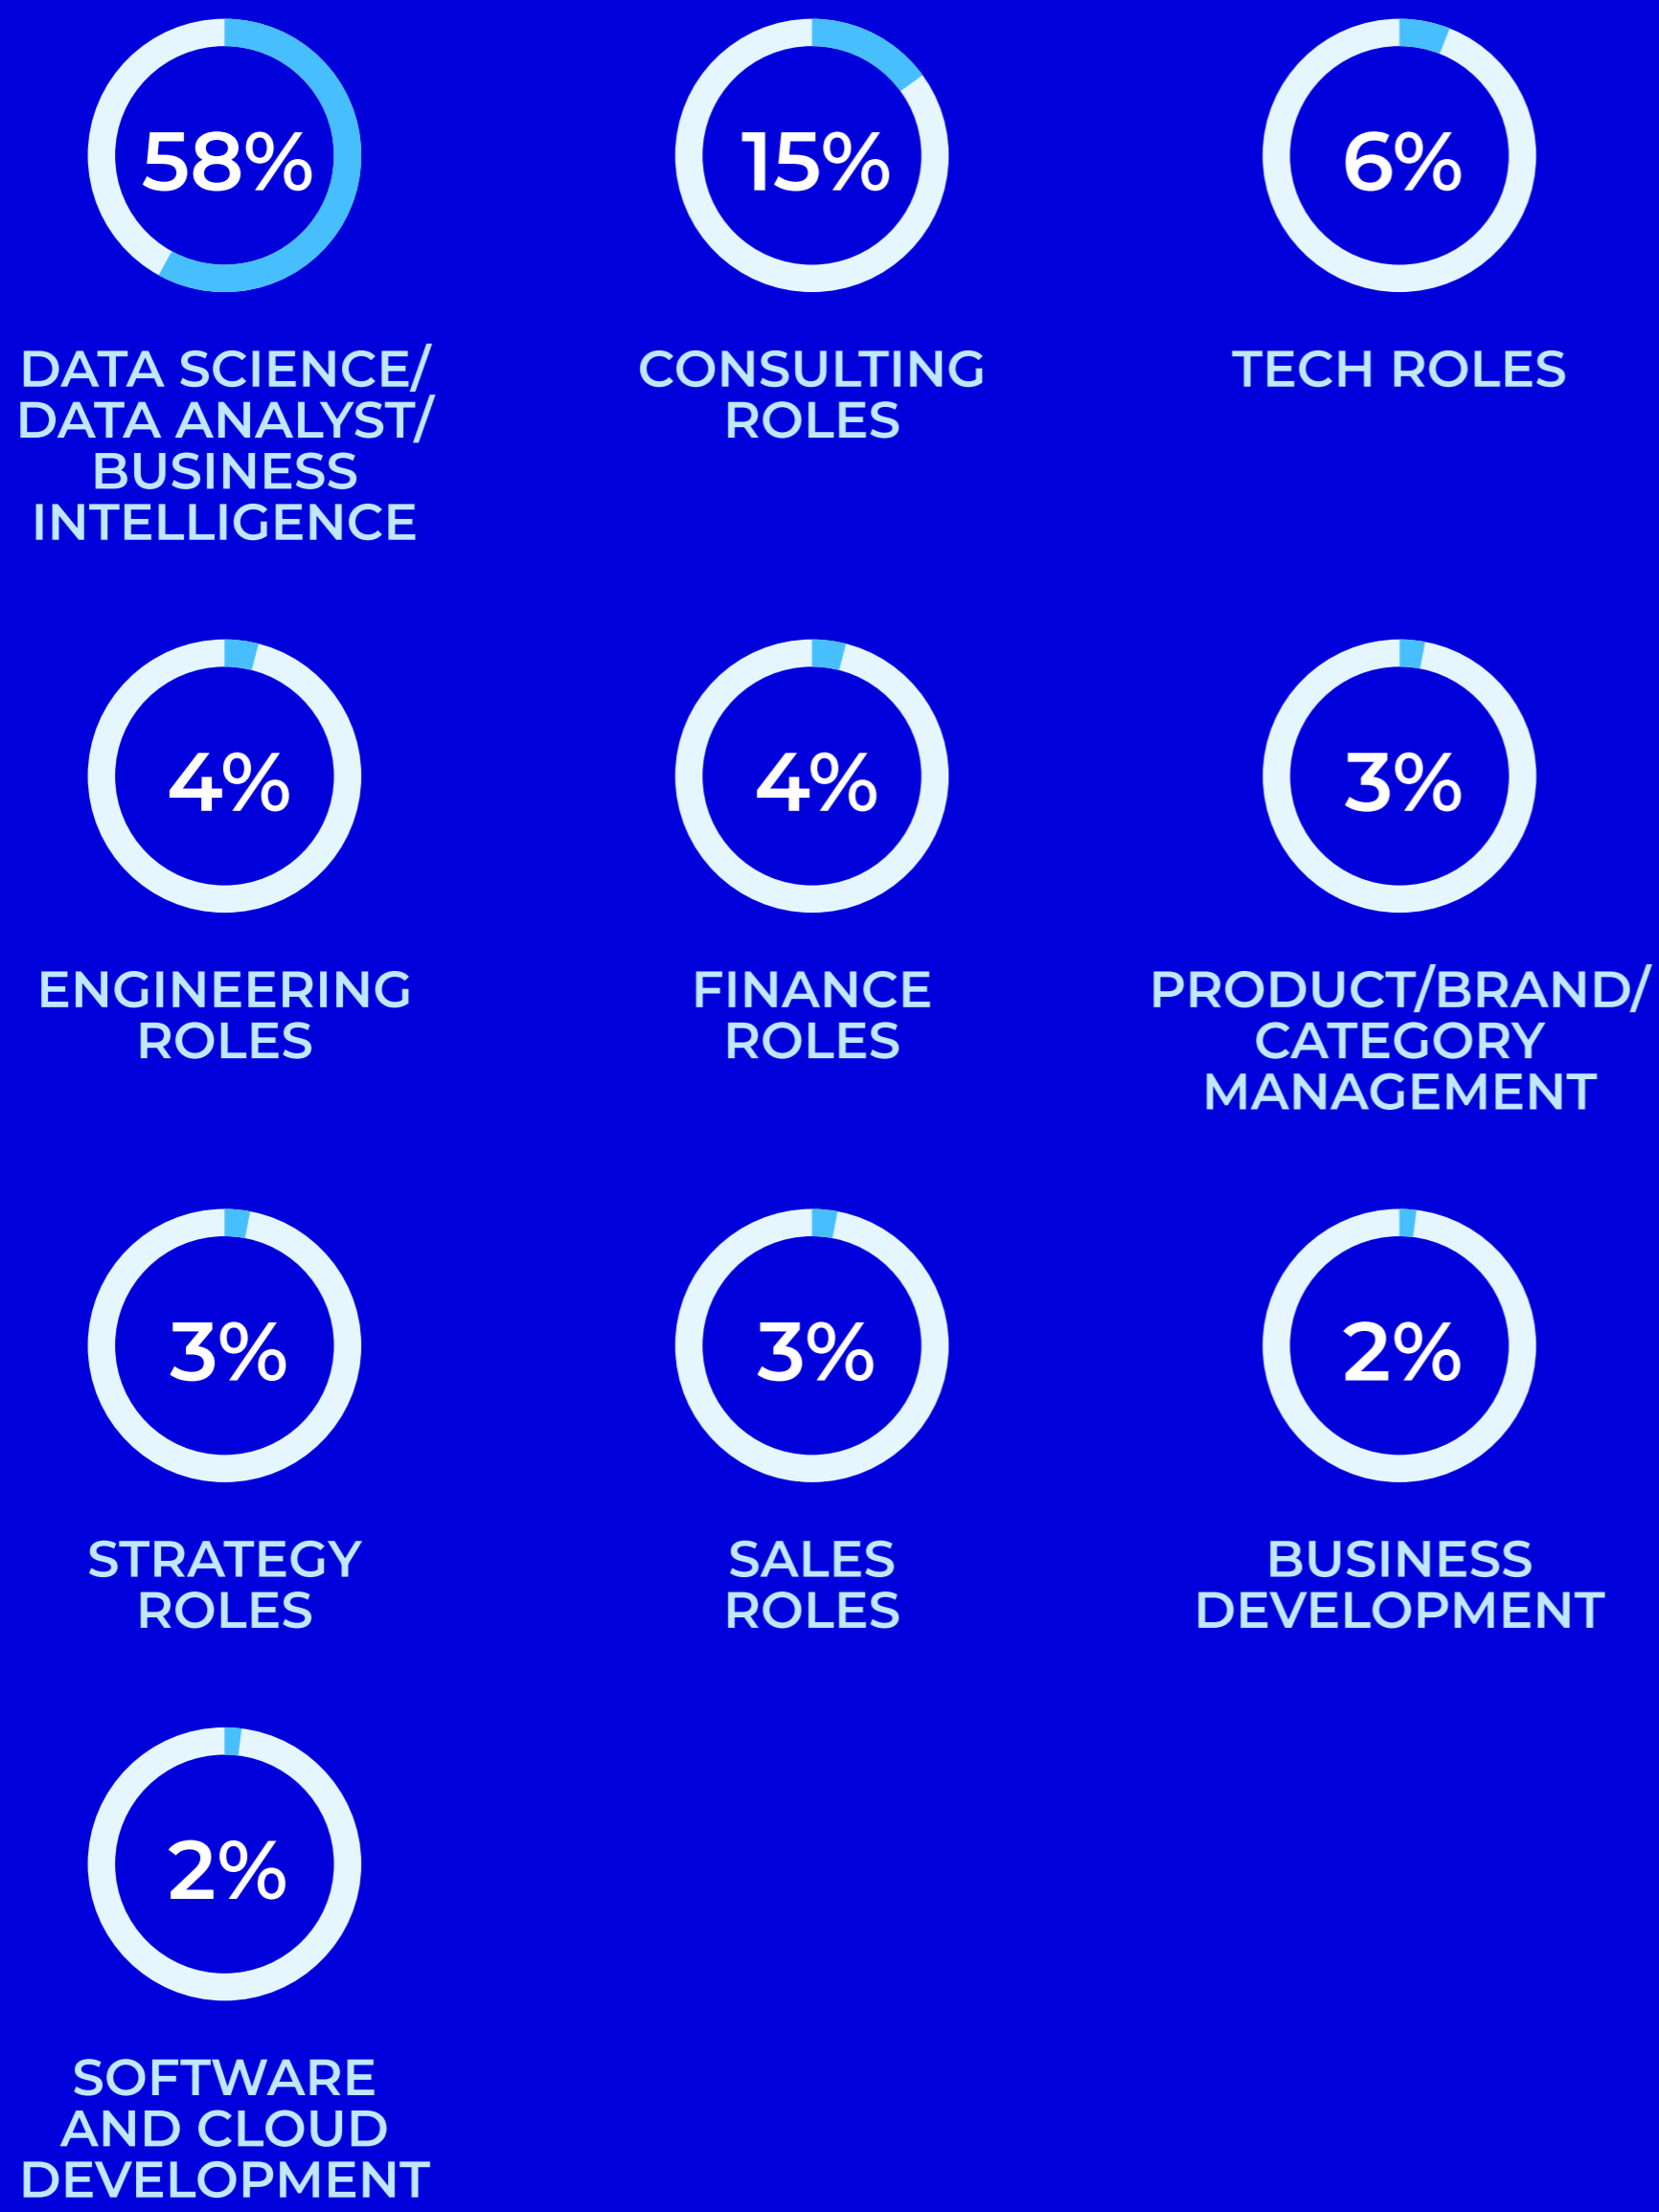 58%
15%
6%
DATA SCIENCE/
DATA ANALYST/
BUSINESS
INTELLIGENCE
CONSULTING
ROLES
TECH ROLES
4%
4%
3%
ENGINEERING
ROLES
FINANCE
ROLES
PRODUCT/BRAND/
CATEGORY
MANAGEMENT
3%
3%
2%
STRATEGY
ROLES
SALES
ROLES
BUSINESS
DEVELOPMENT
2%
SOFTWARE
AND CLOUD
DEVELOPMENT